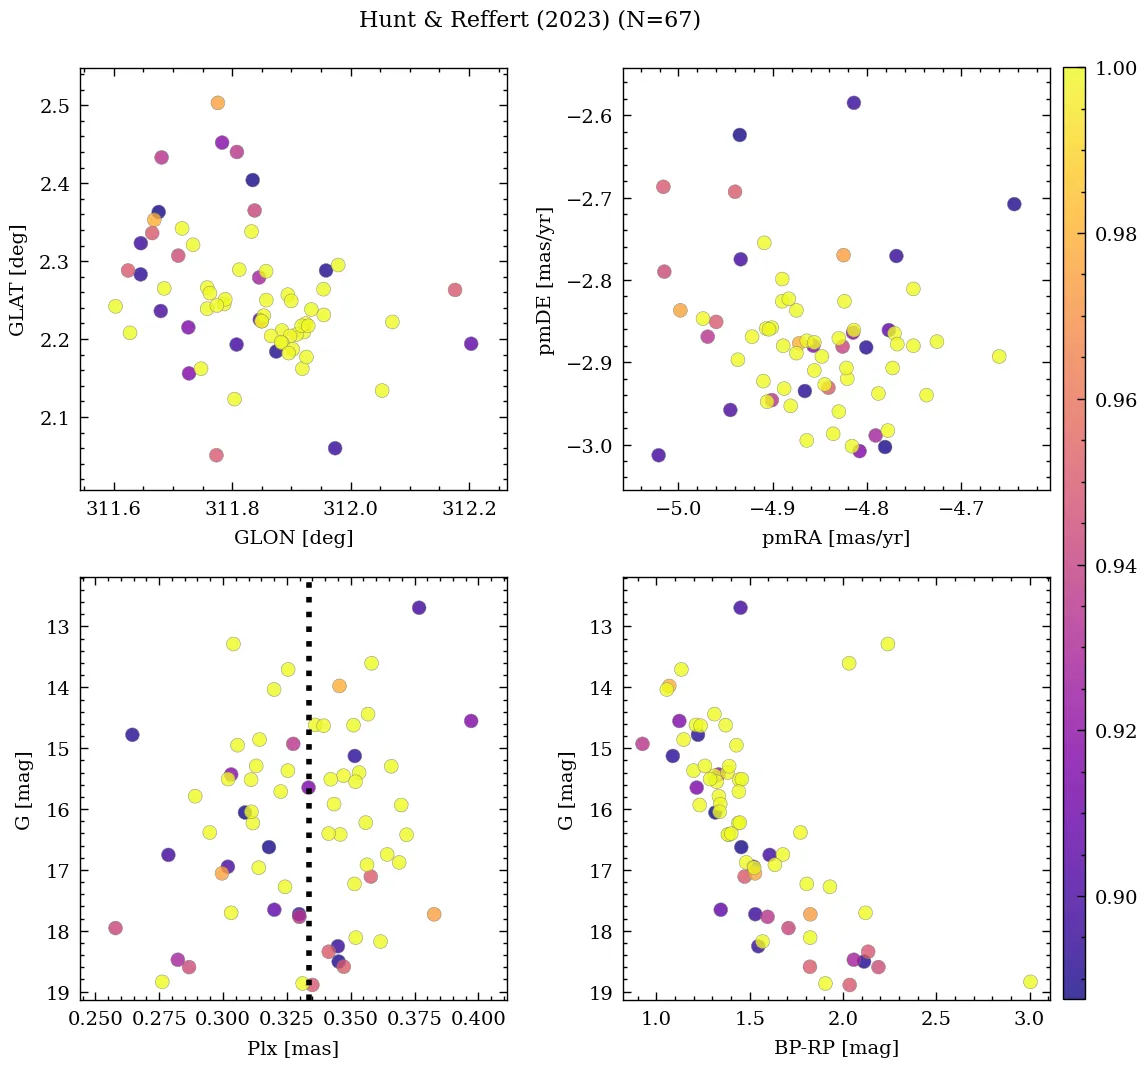 Hunt & Reffert (2023) (N=67)
2.5
2.4
2.3
2.2
2.1
GLAT [deg]
311.6 311.8 312.0 312.2
GLON [deg]
−2.6
−2.7
−2.8
−2.9
−3.0
pmDE [mas/yr]
−5.0 −4.9 −4.8 −4.7
pmRA [mas/yr]
1.00
0.98
0.96
0.94
0.92
0.90
13
14
15
16
17
18
19
G [mag]
0.250 0.275 0.300 0.325 0.350 0.375 0.400
Plx [mas]
13
14
15
16
17
18
19
G [mag]
1.0 1.5 2.0 2.5 3.0
BP-RP [mag]